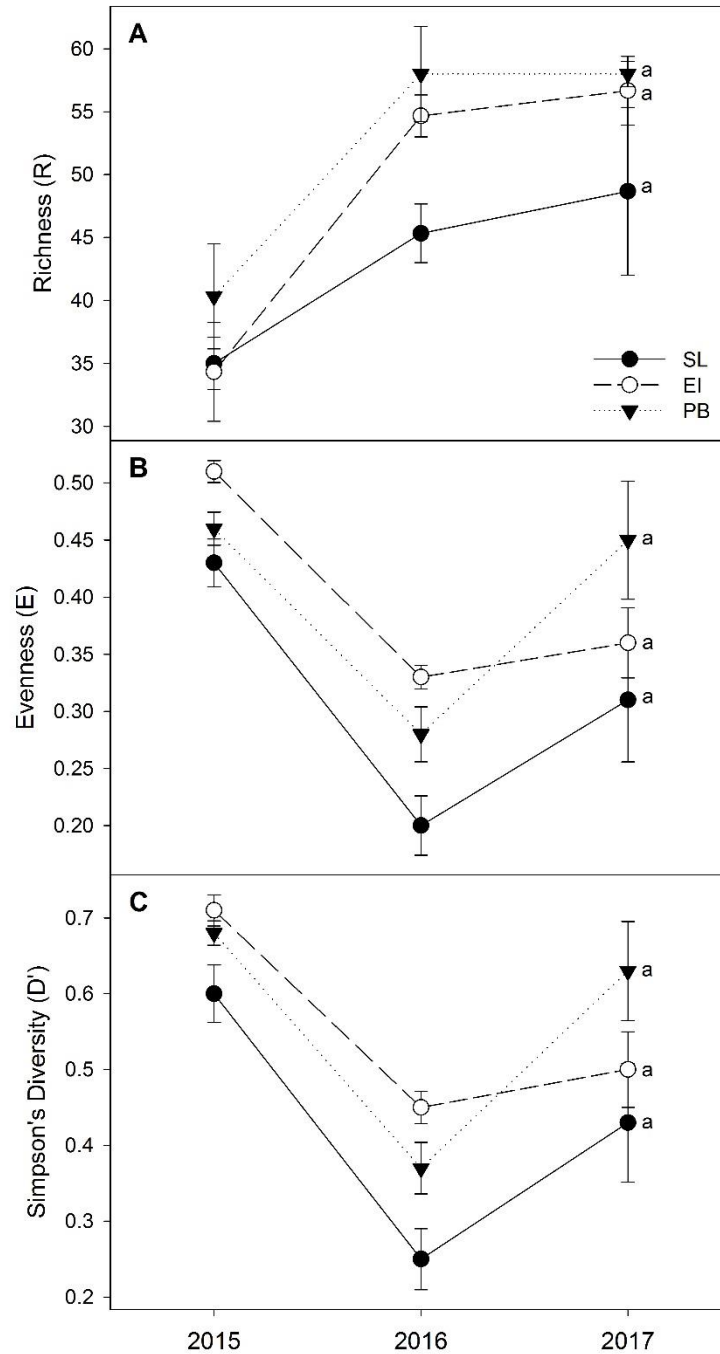 A
Richness (R)
60
55
50
45
40
35
30
a
a
a
SL
EI
PB
B
Evenness (E)
0.50
0.45
0.40
0.35
0.30
0.25
0.20
a
a
a
C
Simpson's Diversity (D')
0.7
0.6
0.5
0.4
0.3
0.2
a
a
a
2015 2016 2017